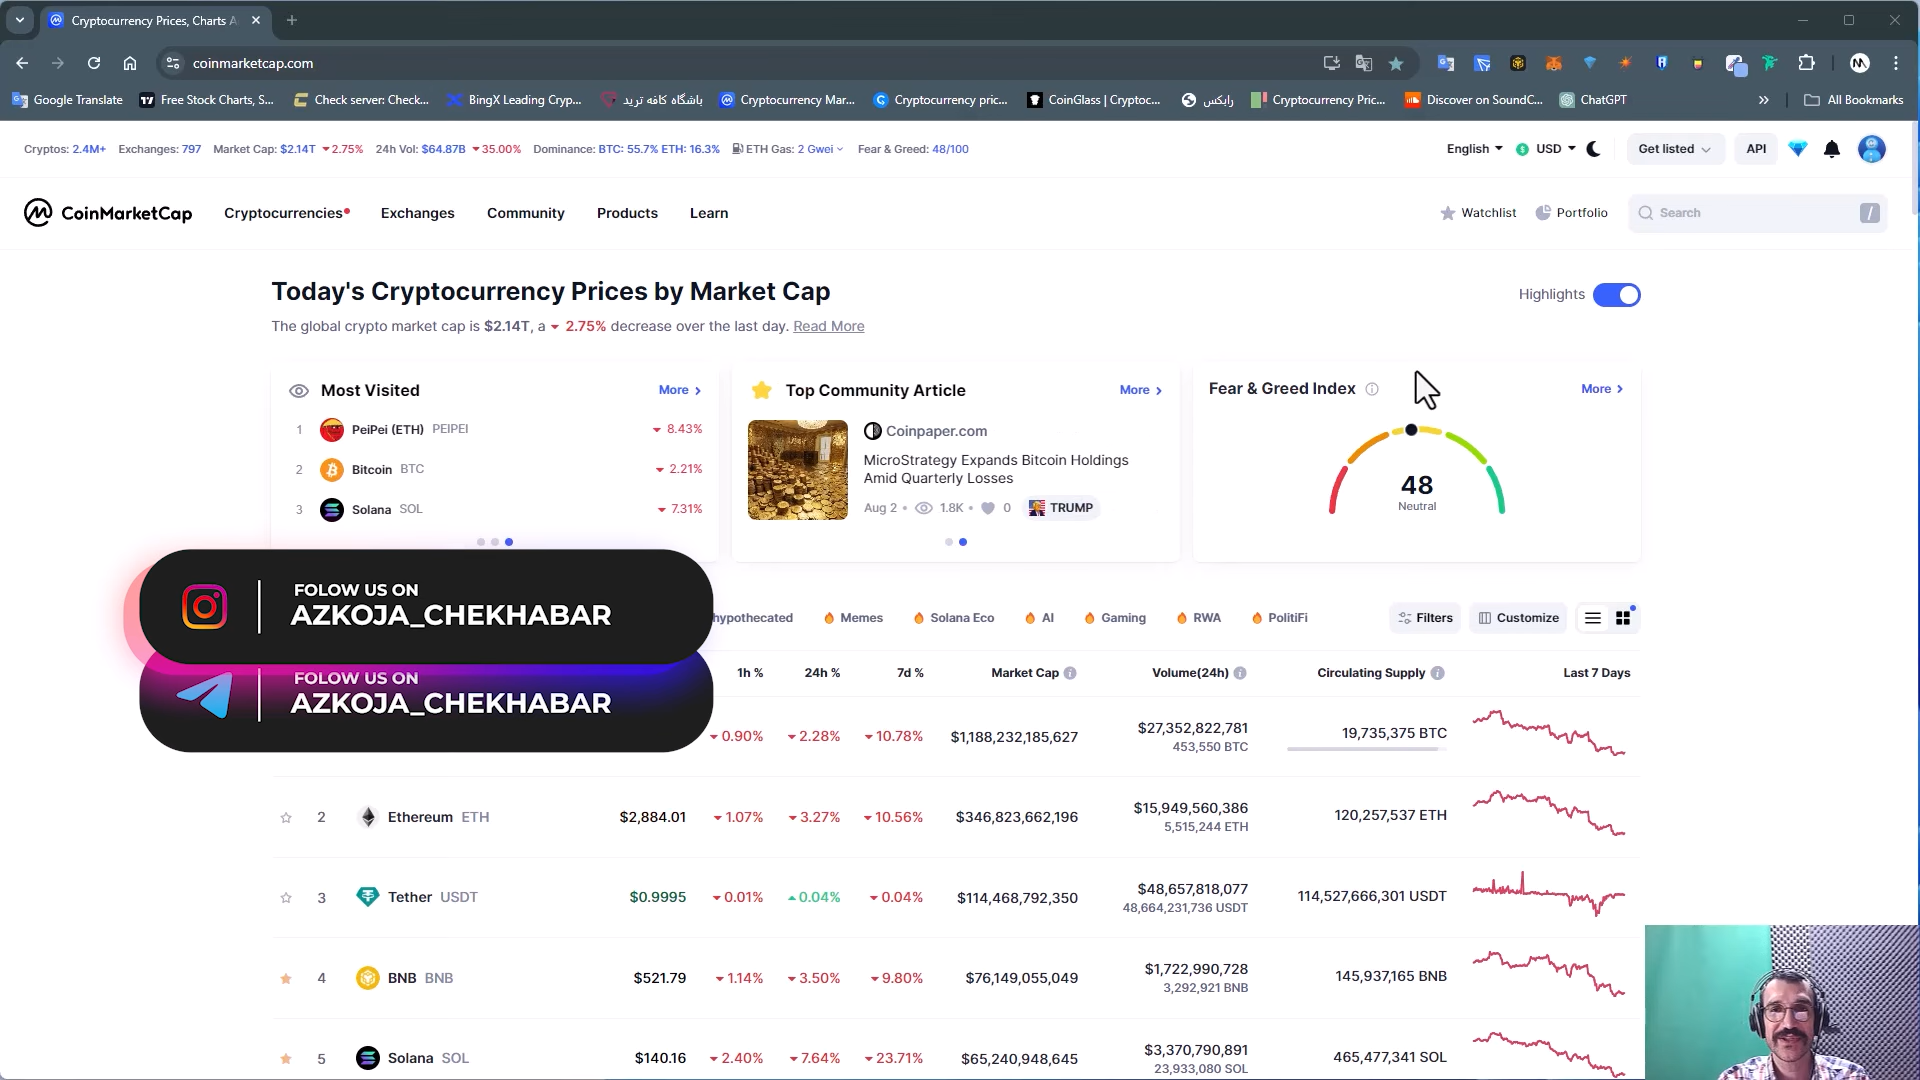 Cryptocurrency Prices, Charts A
coinmarketcap.com
Google Translate
Free Stock Charts, S...
Check server: Check...
BingX Leading Cryp...
باشگاه کافه ترید
Cryptocurrency Mar...
Cryptocurrency pric...
CoinGlass | Cryptoc...
رابکس
Cryptocurrency Pric...
Discover on SoundC...
ChatGPT
All Bookmarks
Cryptos: 2.4M+ Exchanges: 797 Market Cap: $2.14T 2.75% 24h Vol: $64.87B 35.00% Dominance: BTC: 55.7% ETH: 16.3% ETH Gas: 2 Gwei Fear & Greed: 48/100
English USD Get listed API
CoinMarketCap
Cryptocurrencies Exchanges Community Products Learn
Watchlist Portfolio Search /
Today's Cryptocurrency Prices by Market Cap
Highlights
The global crypto market cap is $2.14T, a 2.75% decrease over the last day. Read More
Most Visited More
1 PeiPei (ETH) PEIPEI 8.43%
2 Bitcoin BTC 2.21%
3 Solana SOL 7.31%
Top Community Article More
Coinpaper.com
MicroStrategy Expands Bitcoin Holdings
Amid Quarterly Losses
Aug 2 • 1.8K • 0 TRUMP
Fear & Greed Index More
48
Neutral
FOLOW US ON
AZKOJA_CHEKHABAR
FOLOW US ON
AZKOJA_CHEKHABAR
hypothecated Memes Solana Eco AI Gaming RWA PolitiFi Filters Customize
1h % 24h % 7d % Market Cap Volume(24h) Circulating Supply Last 7 Days
0.90% 2.28% 10.78% $1,188,232,185,627 $27,352,822,781 19,735,375 BTC
453,550 BTC
2 Ethereum ETH $2,884.01 1.07% 3.27% 10.56% $346,823,662,196 $15,949,560,386 120,257,537 ETH
5,515,244 ETH
3 Tether USDT $0.9995 0.01% 0.04% 0.04% $114,468,792,350 $48,657,818,077 114,527,666,301 USDT
48,664,231,736 USDT
4 BNB BNB $521.79 1.14% 3.50% 9.80% $76,149,055,049 $1,722,990,728 145,937,165 BNB
3,292,921 BNB
5 Solana SOL $140.16 2.40% 7.64% 23.71% $65,240,948,645 $3,370,790,891 465,477,341 SOL
23,933,080 SOL